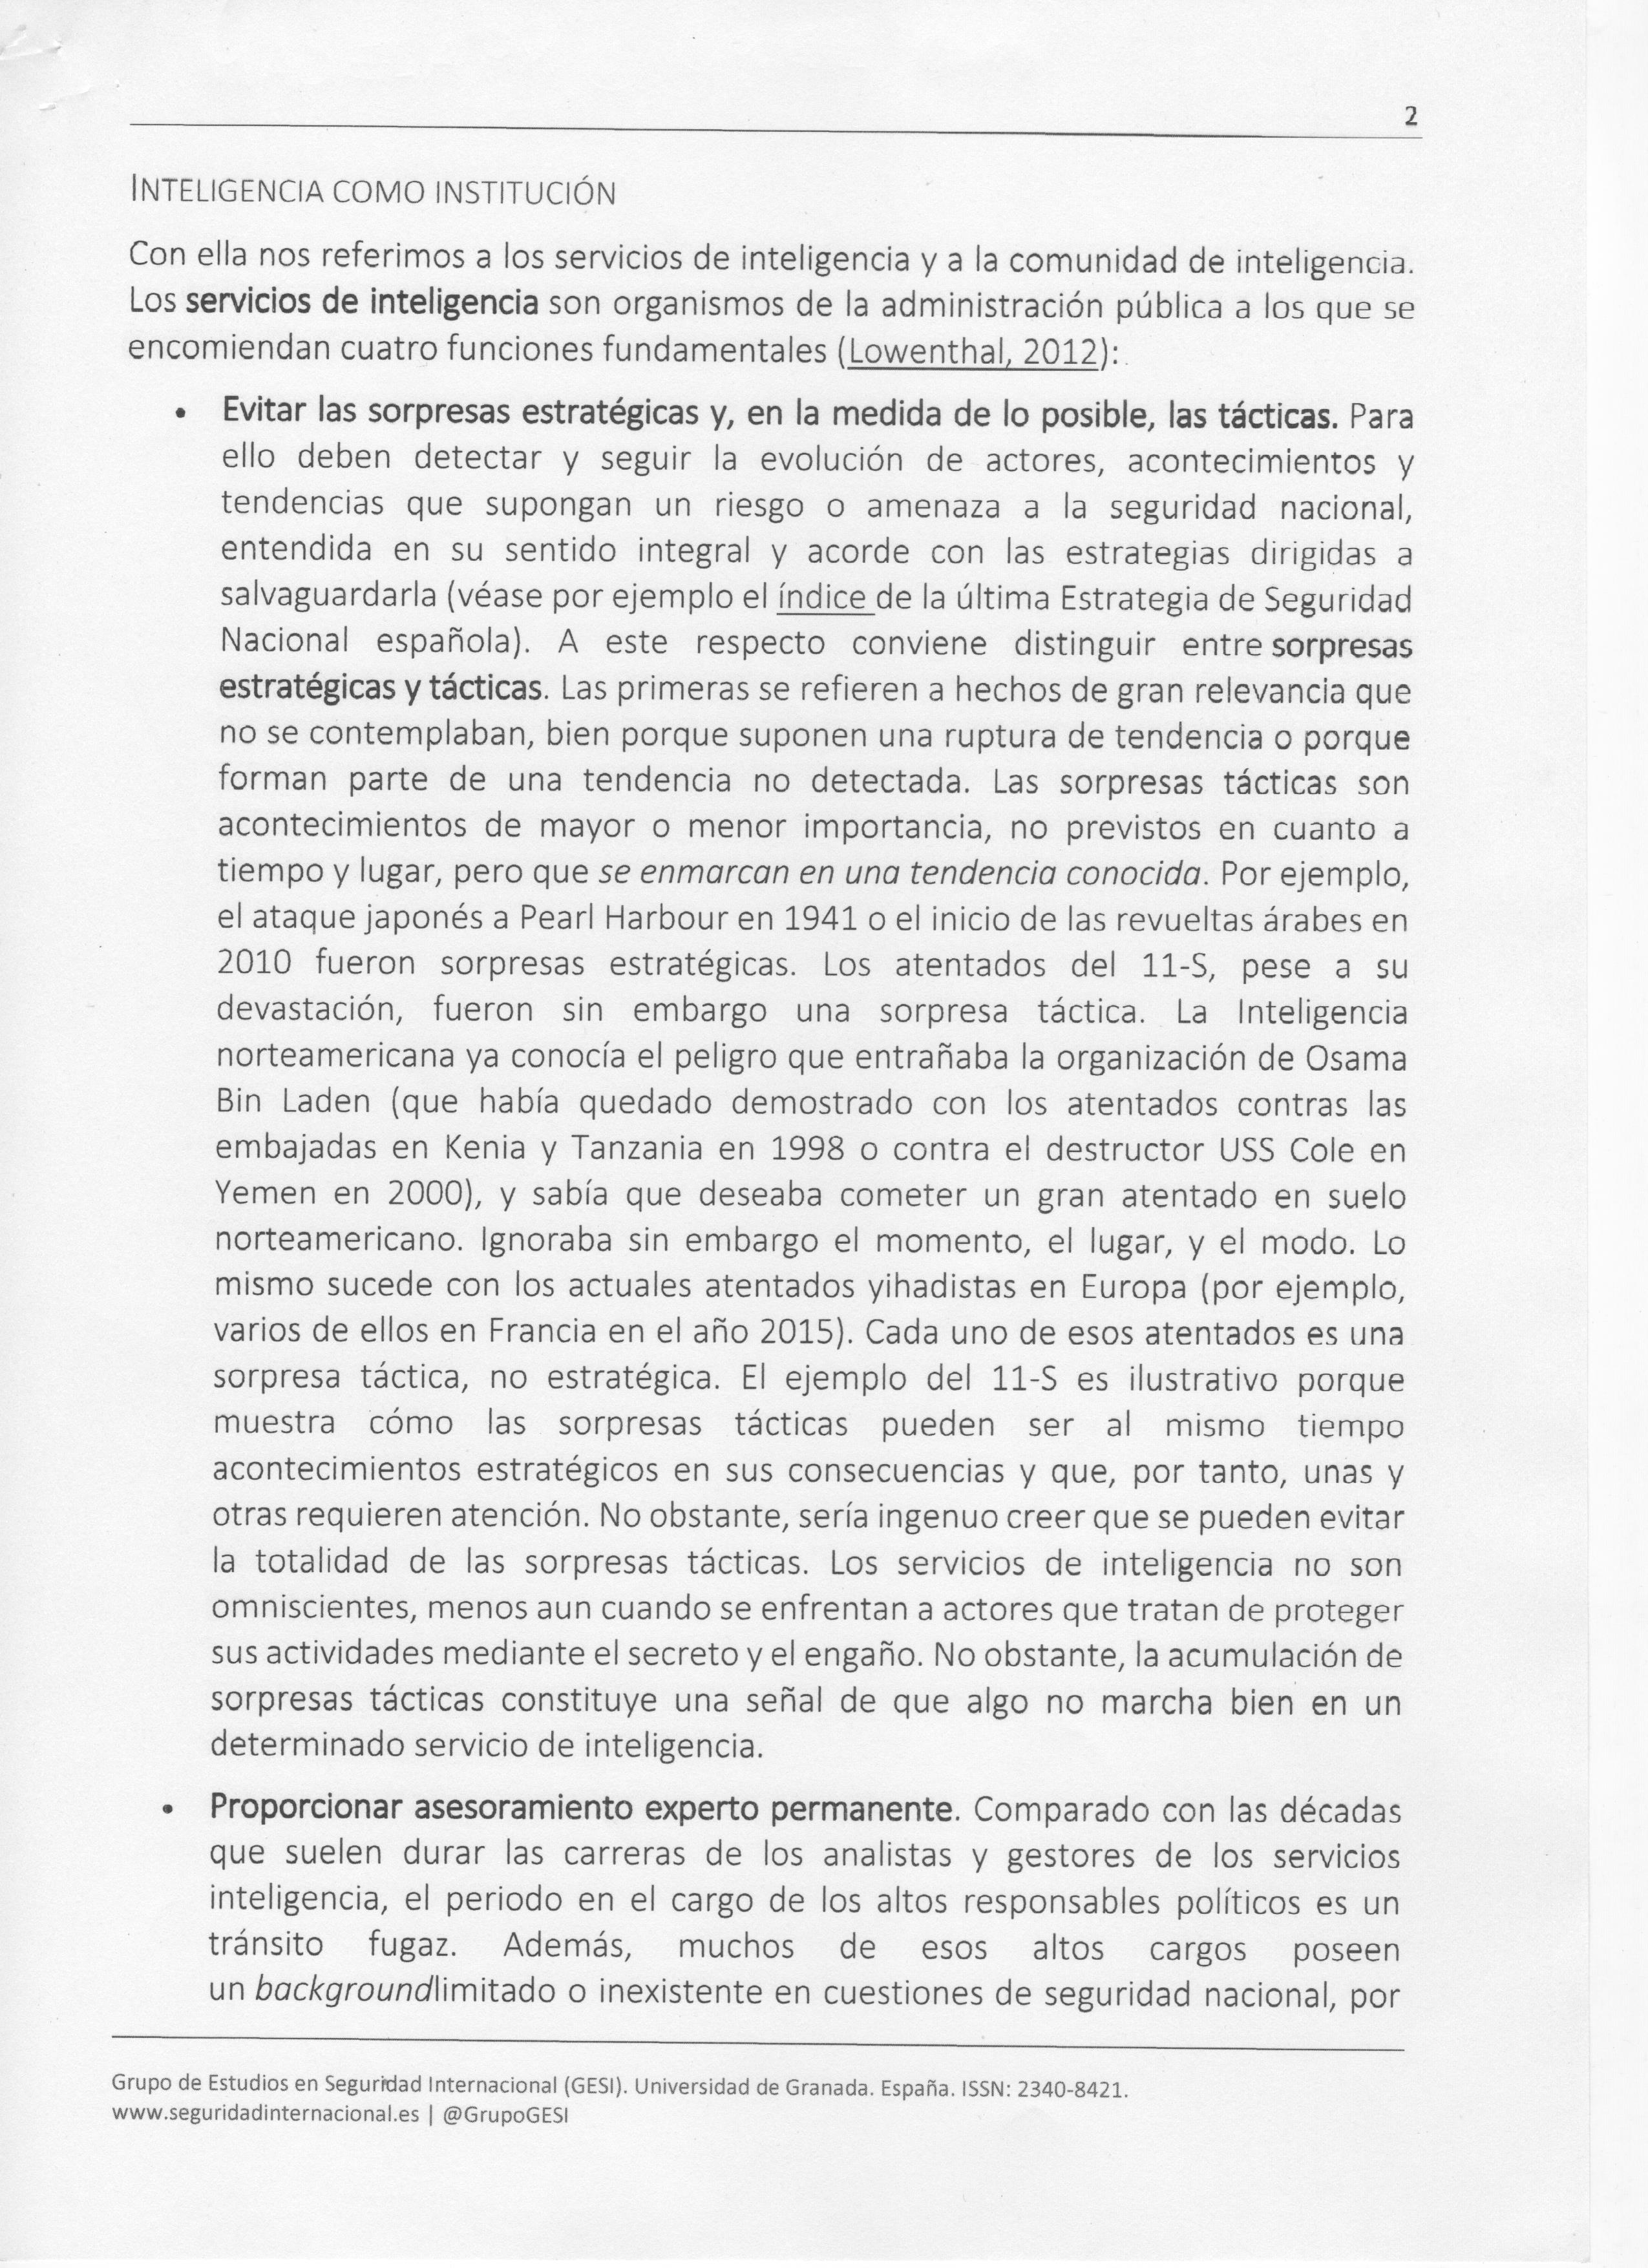 2
INTELIGENCIA COMO INSTITUCIÓN
Con ella nos referimos a los servicios de inteligencia y a la comunidad de inteligencia.
Los servicios de inteligencia son organismos de la administración pública a los que se
encomiendan cuatro funciones fundamentales (Lowenthal, 2012):
• Evitar las sorpresas estratégicas y, en la medida de lo posible, las tácticas. Para
ello deben detectar y seguir la evolución de actores, acontecimientos y
tendencias que supongan un riesgo o amenaza a la seguridad nacional,
entendida en su sentido integral y acorde con las estrategias dirigidas a
salvaguardarla (véase por ejemplo el índice de la última Estrategia de Seguridad
Nacional española). A este respecto conviene distinguir entre sorpresas
estratégicas y tácticas. Las primeras se refieren a hechos de gran relevancia que
no se contemplaban, bien porque suponen una ruptura de tendencia o porque
forman parte de una tendencia no detectada. Las sorpresas tácticas son
acontecimientos de mayor o menor importancia, no previstos en cuanto a
tiempo y lugar, pero que se enmarcan en una tendencia conocida. Por ejemplo,
el ataque japonés a Pearl Harbour en 1941 o el inicio de las revueltas árabes en
2010 fueron sorpresas estratégicas. Los atentados del 11-S, pese a su
devastación, fueron sin embargo una sorpresa táctica. La Inteligencia
norteamericana ya conocía el peligro que entrañaba la organización de Osama
Bin Laden (que había quedado demostrado con los atentados contras las
embajadas en Kenia y Tanzania en 1998 o contra el destructor USS Cole en
Yemen en 2000), y sabía que deseaba cometer un gran atentado en suelo
norteamericano. Ignoraba sin embargo el momento, el lugar, y el modo. Lo
mismo sucede con los actuales atentados yihadistas en Europa (por ejemplo,
varios de ellos en Francia en el año 2015). Cada uno de esos atentados es una
sorpresa táctica, no estratégica. El ejemplo del 11-S es ilustrativo porque
muestra cómo las sorpresas tácticas pueden ser al mismo tiempo
acontecimientos estratégicos en sus consecuencias y que, por tanto, unas y
otras requieren atención. No obstante, sería ingenuo creer que se pueden evitar
la totalidad de las sorpresas tácticas. Los servicios de inteligencia no son
omniscientes, menos aun cuando se enfrentan a actores que tratan de proteger
sus actividades mediante el secreto y el engaño. No obstante, la acumulación de
sorpresas tácticas constituye una señal de que algo no marcha bien en un
determinado servicio de inteligencia.
• Proporcionar asesoramiento experto permanente. Comparado con las décadas
que suelen durar las carreras de los analistas y gestores de los servicios
inteligencia, el periodo en el cargo de los altos responsables políticos es un
tránsito fugaz. Además, muchos de esos altos cargos poseen
un backgroundlimitado o inexistente en cuestiones de seguridad nacional, por
Grupo de Estudios en Seguridad Internacional (GESI). Universidad de Granada. España. ISSN: 2340-8421.
www.seguridadinternacional.es | @GrupoGESI